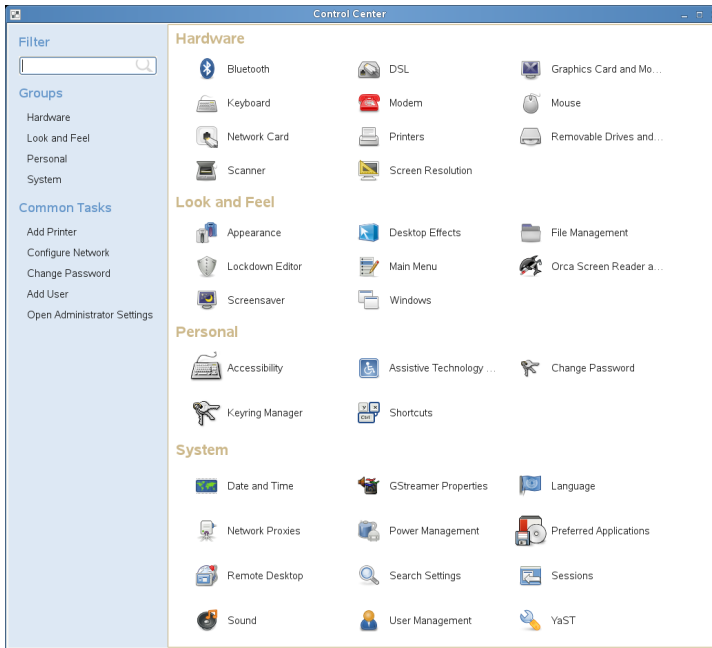 Control Center
Filter
Groups
Hardware
Look and Feel
Personal
System
Common Tasks
Add Printer
Configure Network
Change Password
Add User
Open Administrator Settings
Hardware
Bluetooth
DSL
Graphics Card and Mo...
Keyboard
Modem
Mouse
Network Card
Printers
Removable Drives and...
Scanner
Screen Resolution
Look and Feel
Appearance
Desktop Effects
File Management
Lockdown Editor
Main Menu
Orca Screen Reader a...
Screensaver
Windows
Personal
Accessibility
Assistive Technology ...
Change Password
Keyring Manager
Shortcuts
System
Date and Time
GStreamer Properties
Language
Network Proxies
Power Management
Preferred Applications
Remote Desktop
Search Settings
Sessions
Sound
User Management
YaST